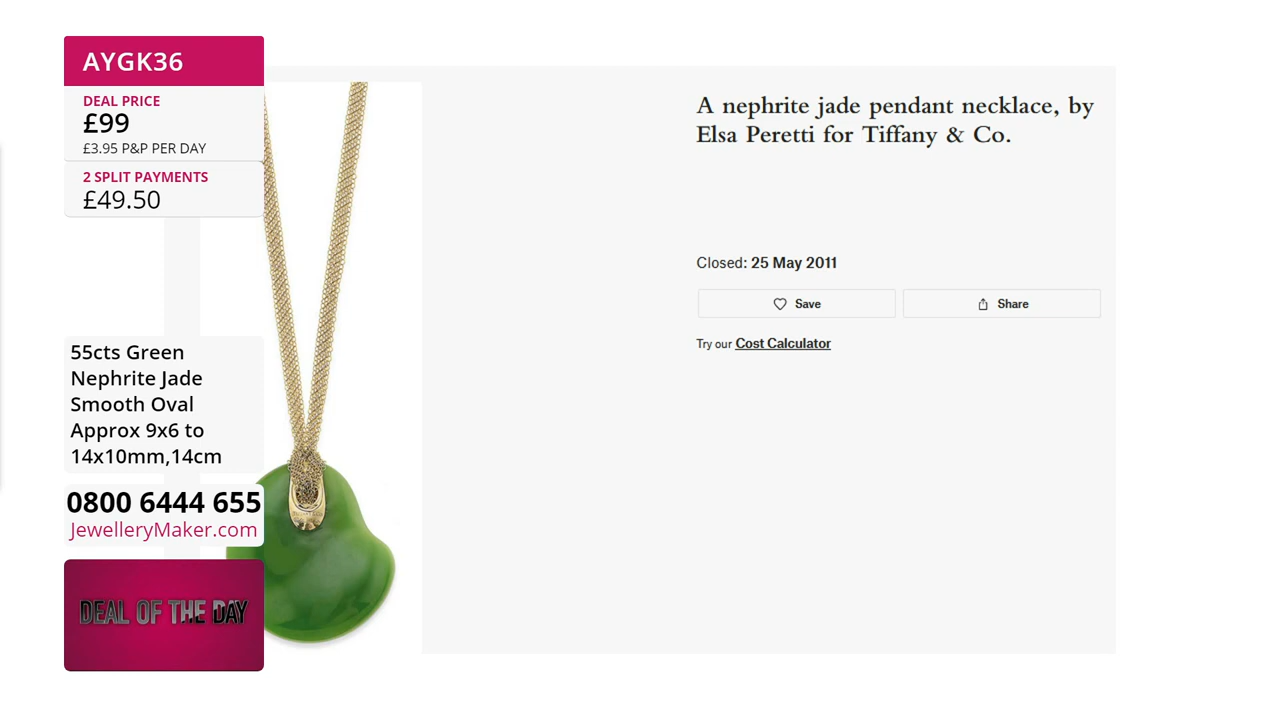 AYGK36
DEAL PRICE
£99
£3.95 P&P PER DAY
2 SPLIT PAYMENTS
£49.50
55cts Green
Nephrite Jade
Smooth Oval
Approx 9x6 to
14x10mm,14cm
0800 6444 655
JewelleryMaker.com
DEAL OF THE DAY
A nephrite jade pendant necklace, by
Elsa Peretti for Tiffany & Co.
Closed: 25 May 2011
Save
Share
Try our Cost Calculator